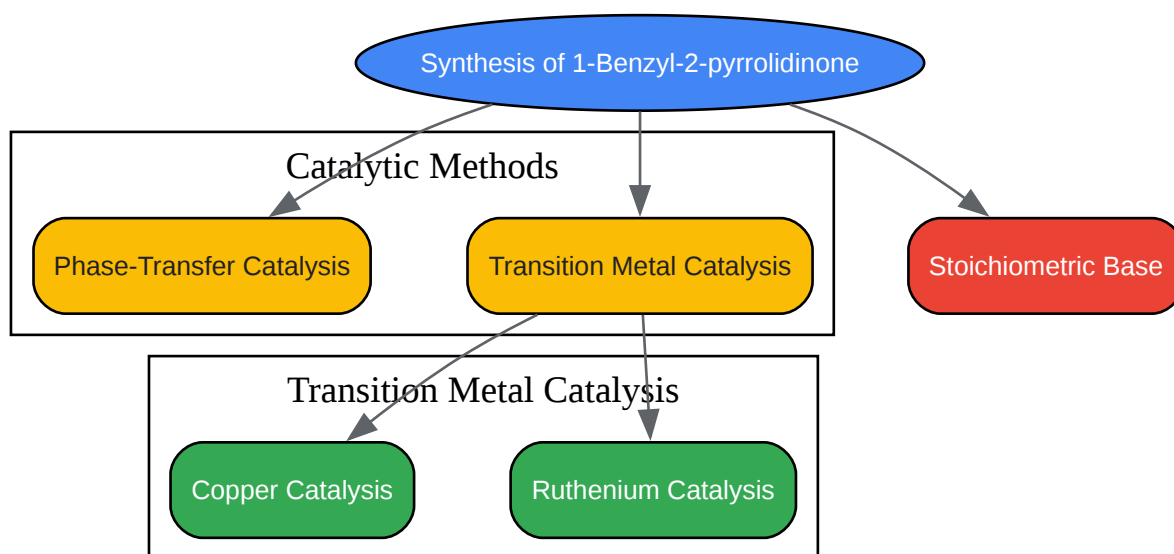 Synthesis of 1-Benzyl-2-pyrrolidinone
Catalytic Methods
Phase-Transfer Catalysis
Transition Metal Catalysis
Stoichiometric Base
Transition Metal Catalysis
Copper Catalysis
Ruthenium Catalysis